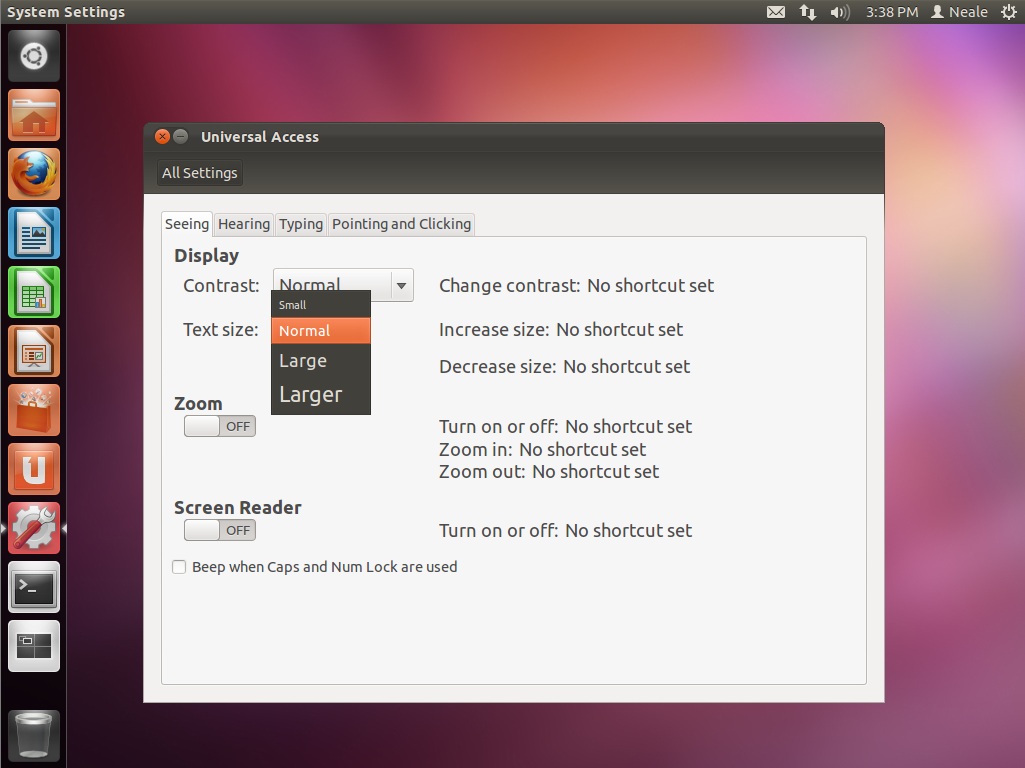 System Settings
3:38 PM Neale
Universal Access
All Settings
Seeing Hearing Typing Pointing and Clicking
Display
Contrast: Normal Change contrast: No shortcut set
Small
Text size: Normal Increase size: No shortcut set
Large Decrease size: No shortcut set
Larger
Zoom
OFF Turn on or off: No shortcut set
Zoom in: No shortcut set
Zoom out: No shortcut set
Screen Reader
OFF Turn on or off: No shortcut set
Beep when Caps and Num Lock are used